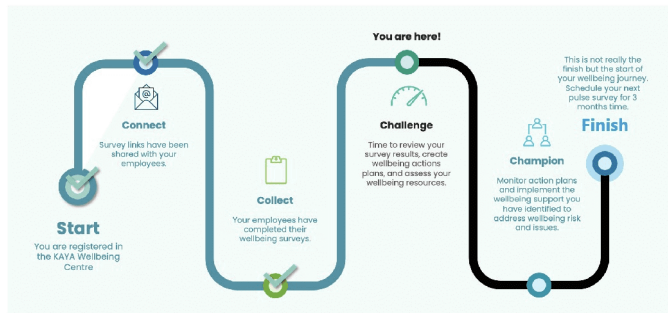 You are here!
This is not really the
finish but the start of
your wellbeing journey.
Schedule your next
pulse survey for 3
months time.
Finish
@
Connect
Survey links have been
shared with your
employees.
Challenge
Time to review your
survey results, create
wellbeing actions
plans, and assess your
wellbeing resources.
Champion
Monitor action plans
and implement the
wellbeing support you
have identified to
address wellbeing risk
and issues.
Collect
Your employees have
completed their
wellbeing surveys.
Start
You are registered in
the KAYA Wellbeing
Centre